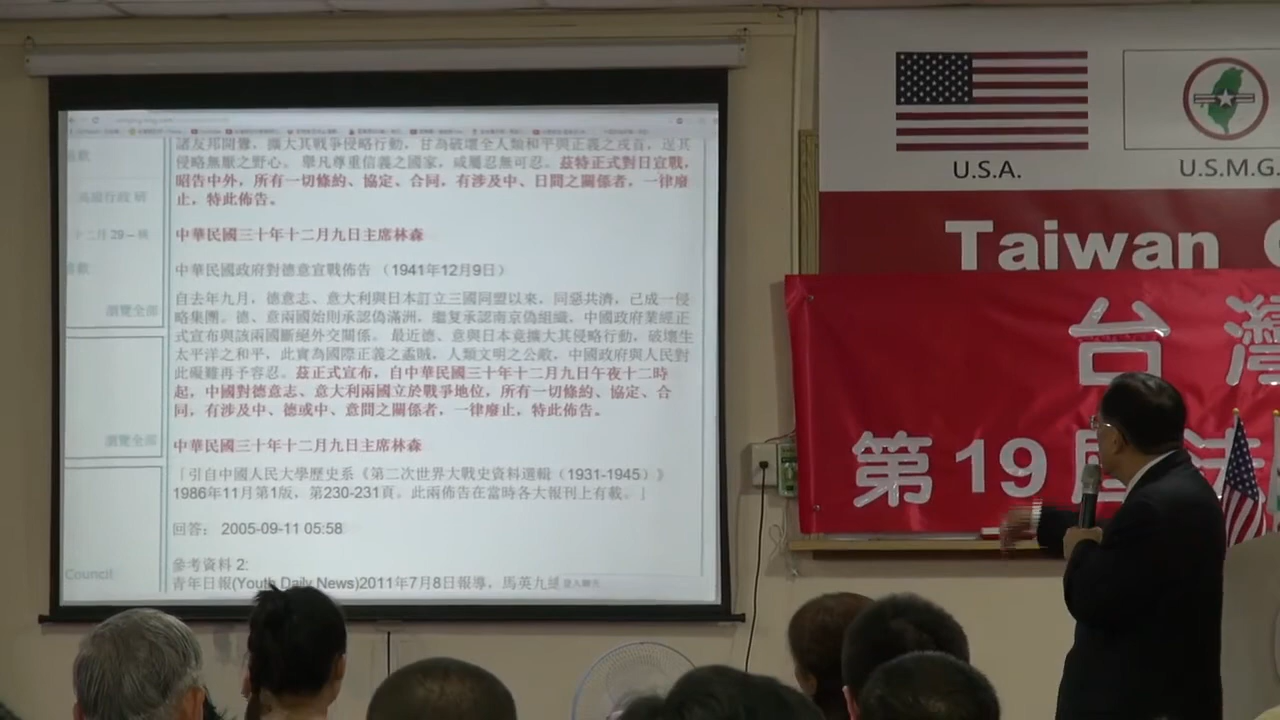 諸友邦開釁，擴大其戰爭侵略行動，甘為破壞全人類和平與正義之戎首，逞其
侵略無厭之野心。 舉凡尊重信義之國家，咸屬忍無可忍。茲特正式對日宣戰，
昭告中外，所有一切條約、協定、合同，有涉及中、日間之關係者，一律廢
止，特此佈告。
中華民國三十年十二月九日主席林森
中華民國政府對德意宣戰佈告 （1941年12月9日）
自去年九月，德意志、意大利與日本訂立三國同盟以來，同惡共濟，己成一侵
略集團。德、意兩國始則承認偽滿洲，繼复承認南京偽組織，中國政府業經正
式宣布與該兩國斷絕外交關係。 最近德、意與日本竟擴大其侵略行動，破壞全
太平洋之和平，此實為國際正義之蟊賊，人類文明之公敵，中國政府與人民對
此礙難再予容忍。茲正式宣布，自中華民國三十年十二月九日午夜十二時
起，中國對德意志、意大利兩國立於戰爭地位，所有一切條約、協定、合
同，有涉及中、德或中、意間之關係者，一律廢止，特此佈告。
中華民國三十年十二月九日主席林森
「引自中國人民大學歷史系《第二次世界大戰史資料選輯（1931-1945）》
1986年11月第1版，第230-231頁。此兩佈告在當時各大報刊上有載。」
回答： 2005-09-11 05:58
參考資料 2:
青年日報(Youth Daily News)2011年7月8日報導，馬英九總
瀏覽全部
瀏覽全部
Council
U.S.A.
U.S.M.G.
Taiwan
台灣
第19屆法